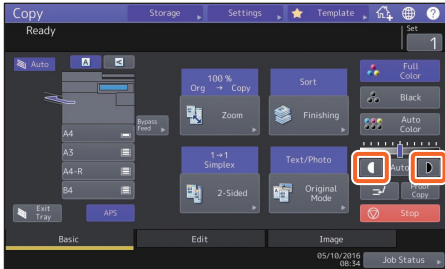 Copy
Storage
Settings
Template
?
Ready
Set
1
Auto
A
Full
Color
100 %
Org → Copy
Sort
Zoom
Finishing
Black
Auto
Color
Bypass
Feed
A4
A3
A4-R
B4
1→1
Simplex
Text/Photo
2-Sided
Original
Mode
Auto
Proof
Copy
Exit
Tray
APS
Stop
Basic
Edit
Image
05/10/2016
08:34
Job Status